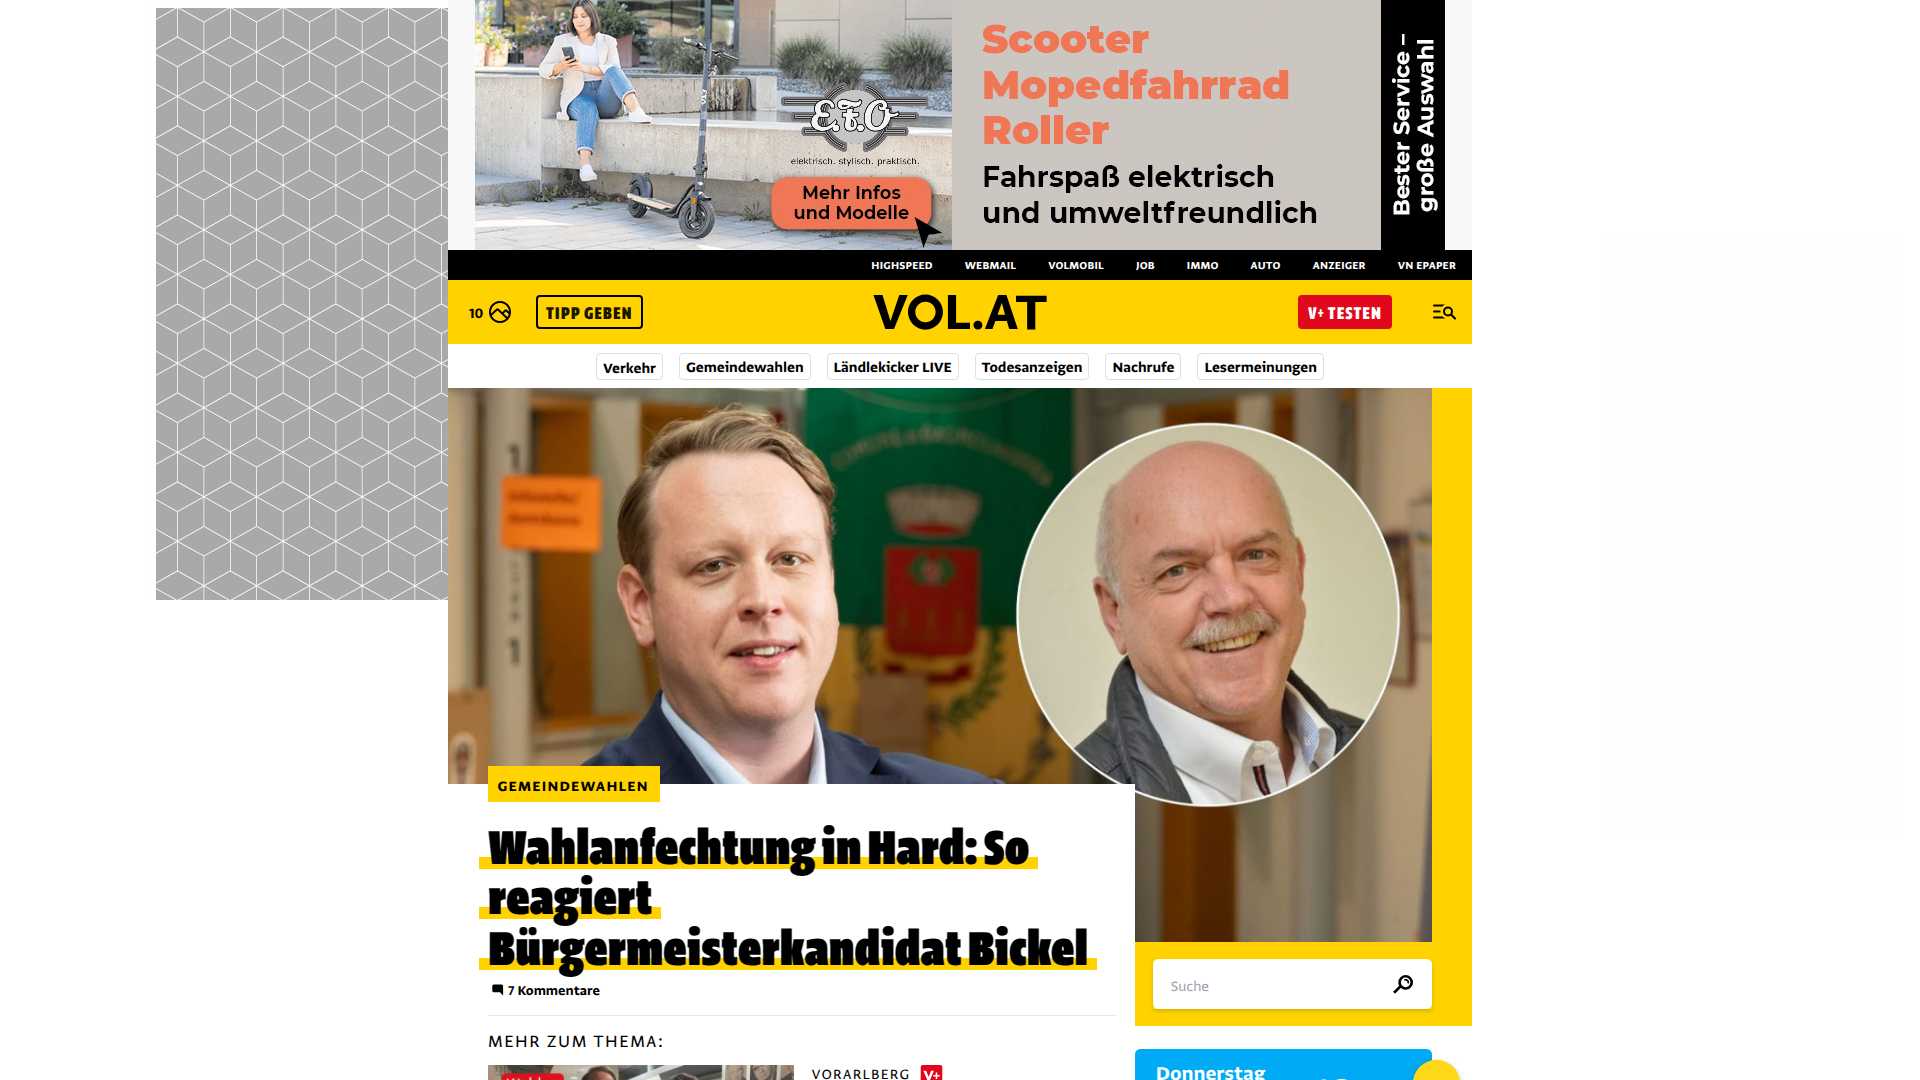 Scooter
Mopedfahrrad
Roller
Fahrspaß elektrisch
und umweltfreundlich
E.F.O
elektrisch. stylisch. praktisch.
Mehr Infos
und Modelle
Bester Service –
große Auswahl
HIGHSPEED WEBMAIL VOLMOBIL JOB IMMO AUTO ANZEIGER VN EPAPER
10 TIPP GEBEN VOL.AT V+ TESTEN
Verkehr Gemeindewahlen Ländlekicker LIVE Todesanzeigen Nachrufe Lesermeinungen
GEMEINDEWAHLEN
Wahlanfechtung in Hard: So
reagiert
Bürgermeisterkandidat Bickel
7 Kommentare
MEHR ZUM THEMA:
VORARLBERG V+
Suche
Donnerstag